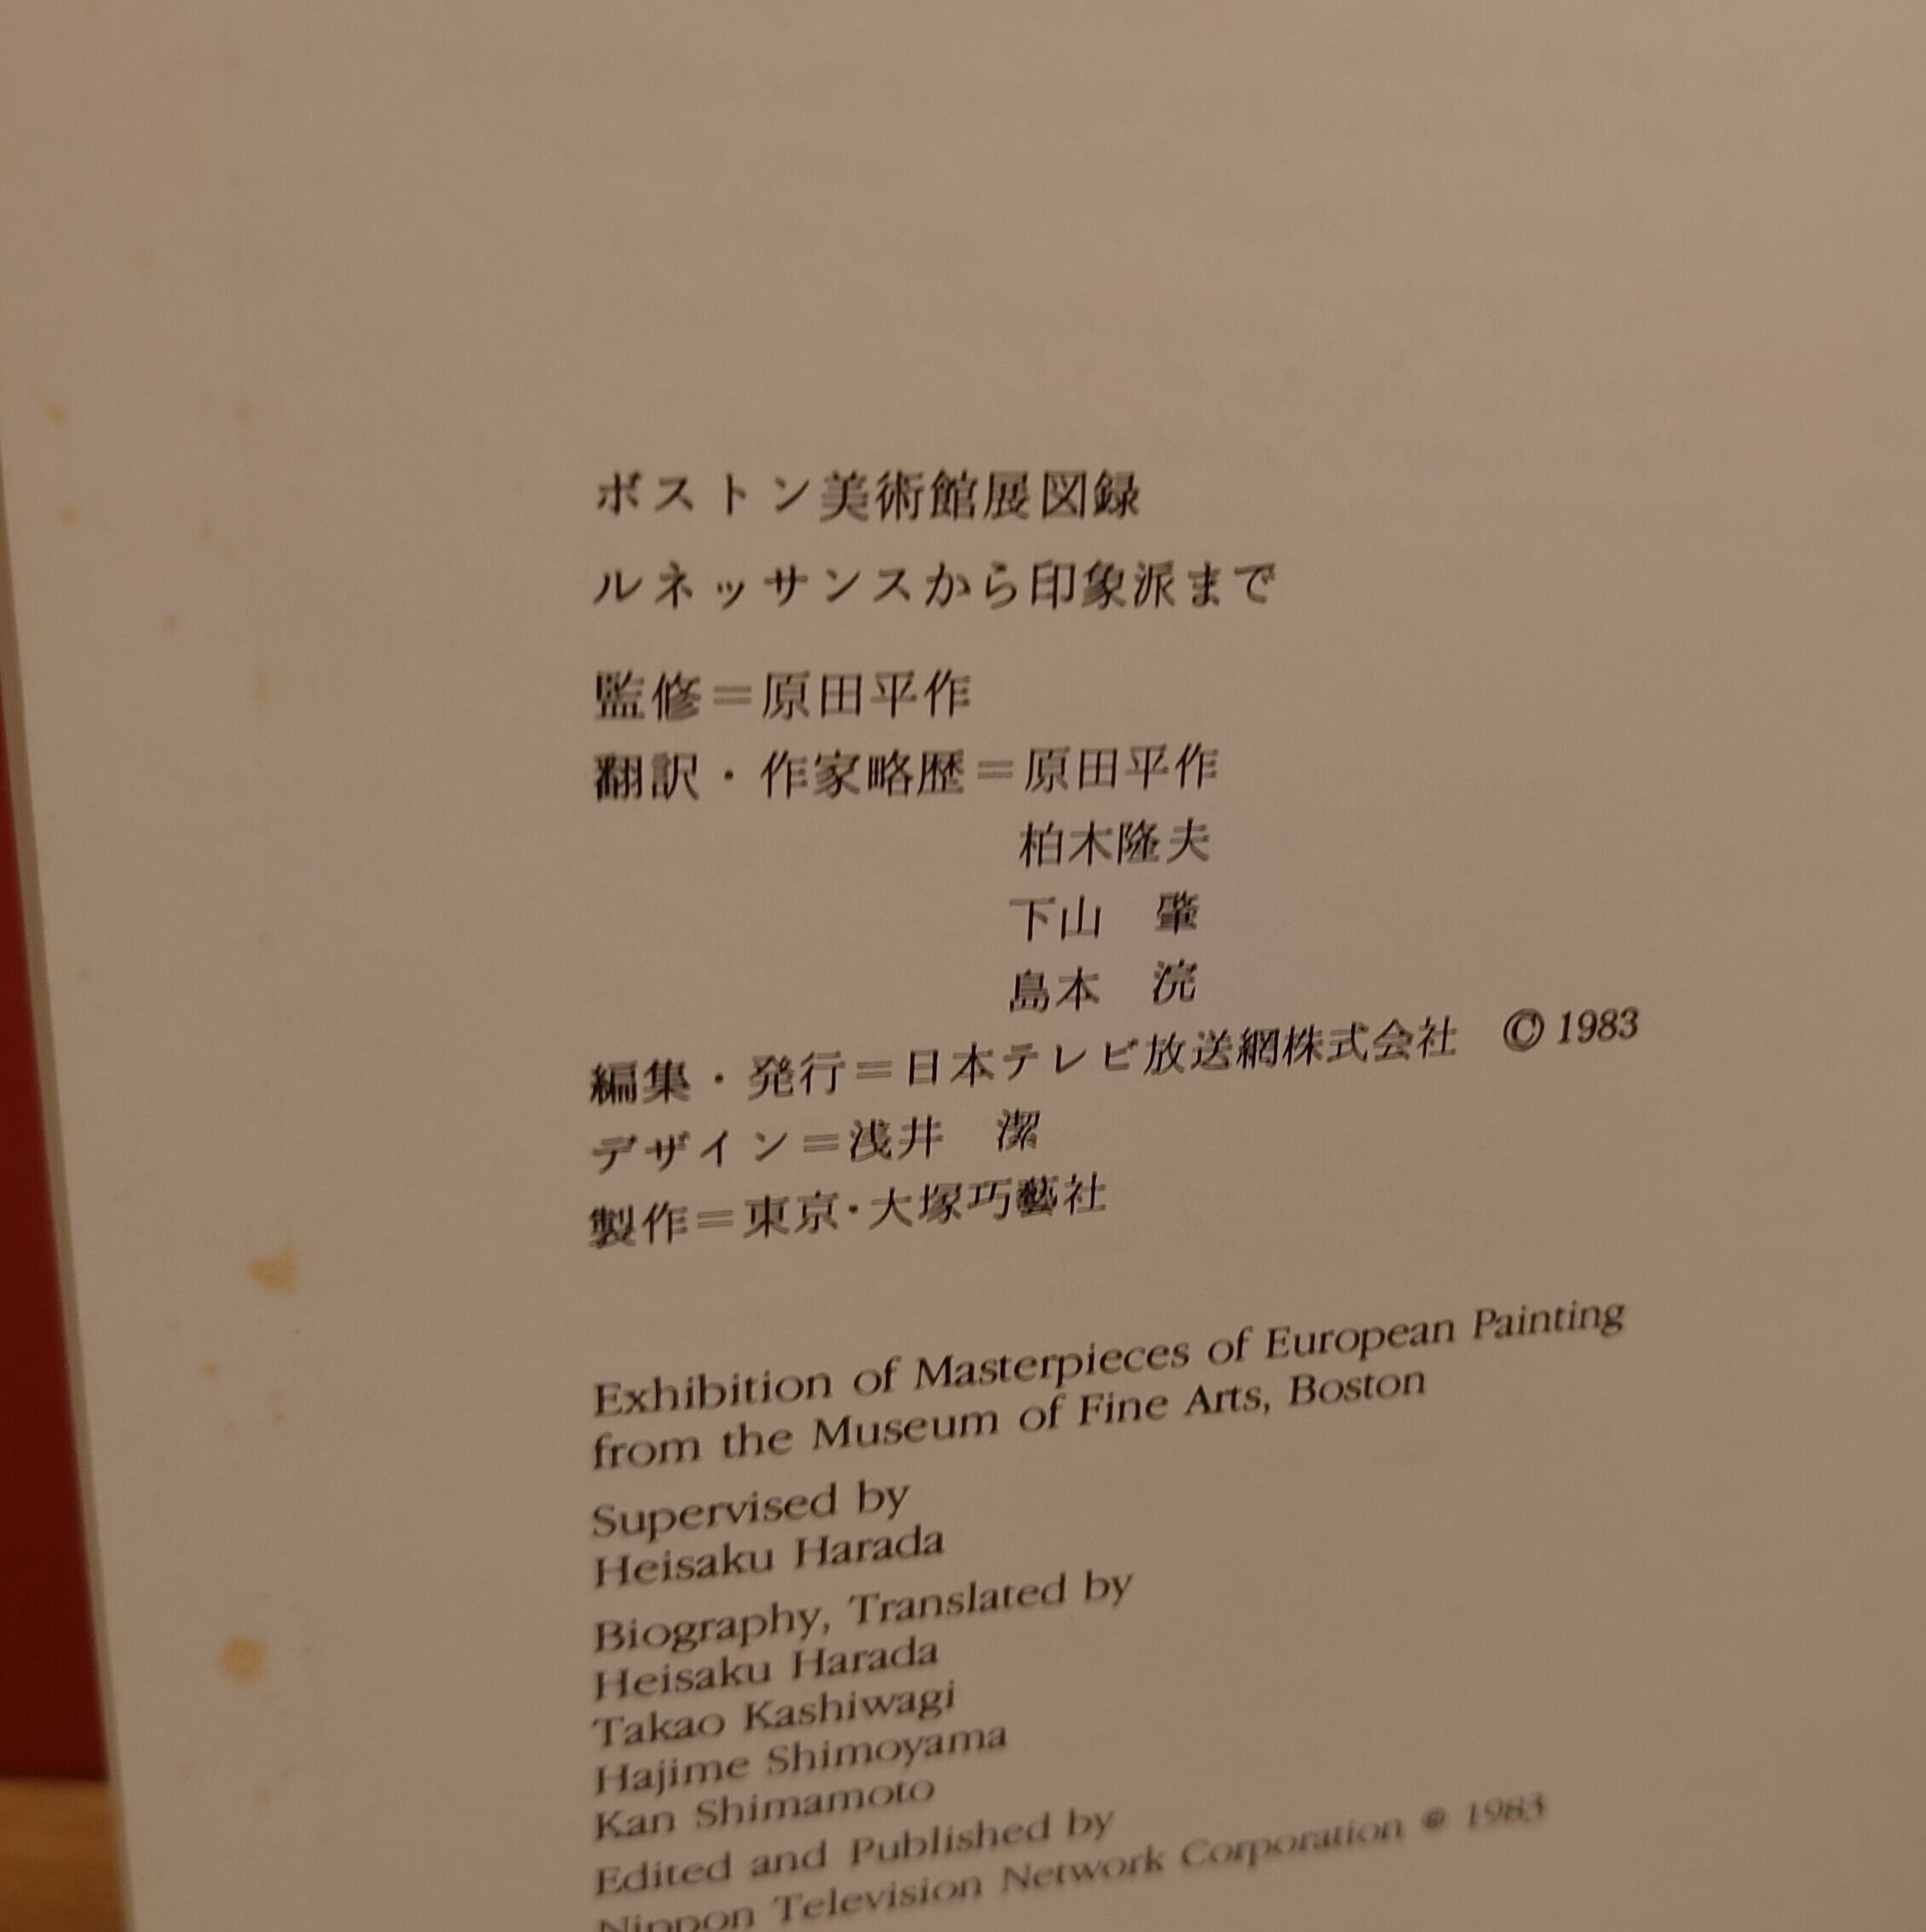 ボストン美術館展図録
ルネッサンスから印象派まで
監修＝原田平作
翻訳・作家略歴＝原田平作
柏木隆夫
下山　肇
島本　浣
編集・発行＝日本テレビ放送網株式会社　© 1983
デザイン＝浅井　潔
製作＝東京・大塚巧藝社
Exhibition of Masterpieces of European Painting
from the Museum of Fine Arts, Boston
Supervised by
Heisaku Harada
Biography, Translated by
Heisaku Harada
Takao Kashiwagi
Hajime Shimoyama
Kan Shimamoto
Edited and Published by
Nippon Television Network Corporation © 1983